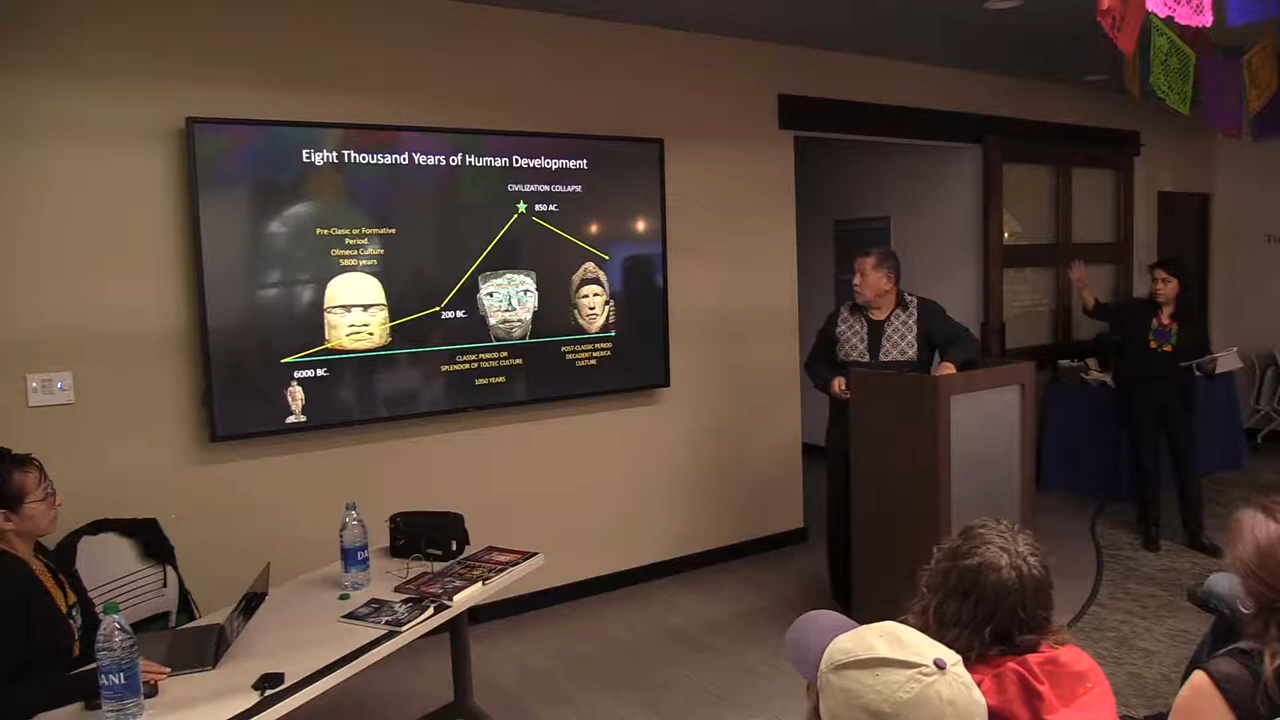 Eight Thousand Years of Human Development
CIVILIZATION COLLAPSE
850 AC.
Pre-Clasic or Formative
Period.
Olmeca Culture
5800 years
200 BC.
CLASSIC PERIOD OR
SPLENDOR OF TOLTEC CULTURE
1050 YEARS
POST-CLASSIC PERIOD
DECADENT MEXICA
CULTURE
6000 BC.
DA
DANI